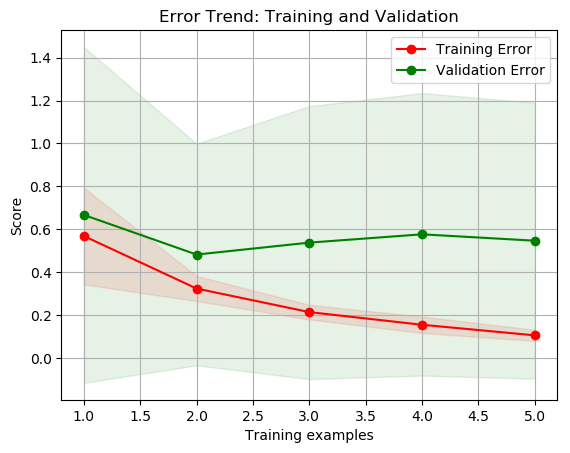 Error Trend: Training and Validation
Training Error
Validation Error
Score
1.4
1.2
1.0
0.8
0.6
0.4
0.2
0.0
1.0 1.5 2.0 2.5 3.0 3.5 4.0 4.5 5.0
Training examples